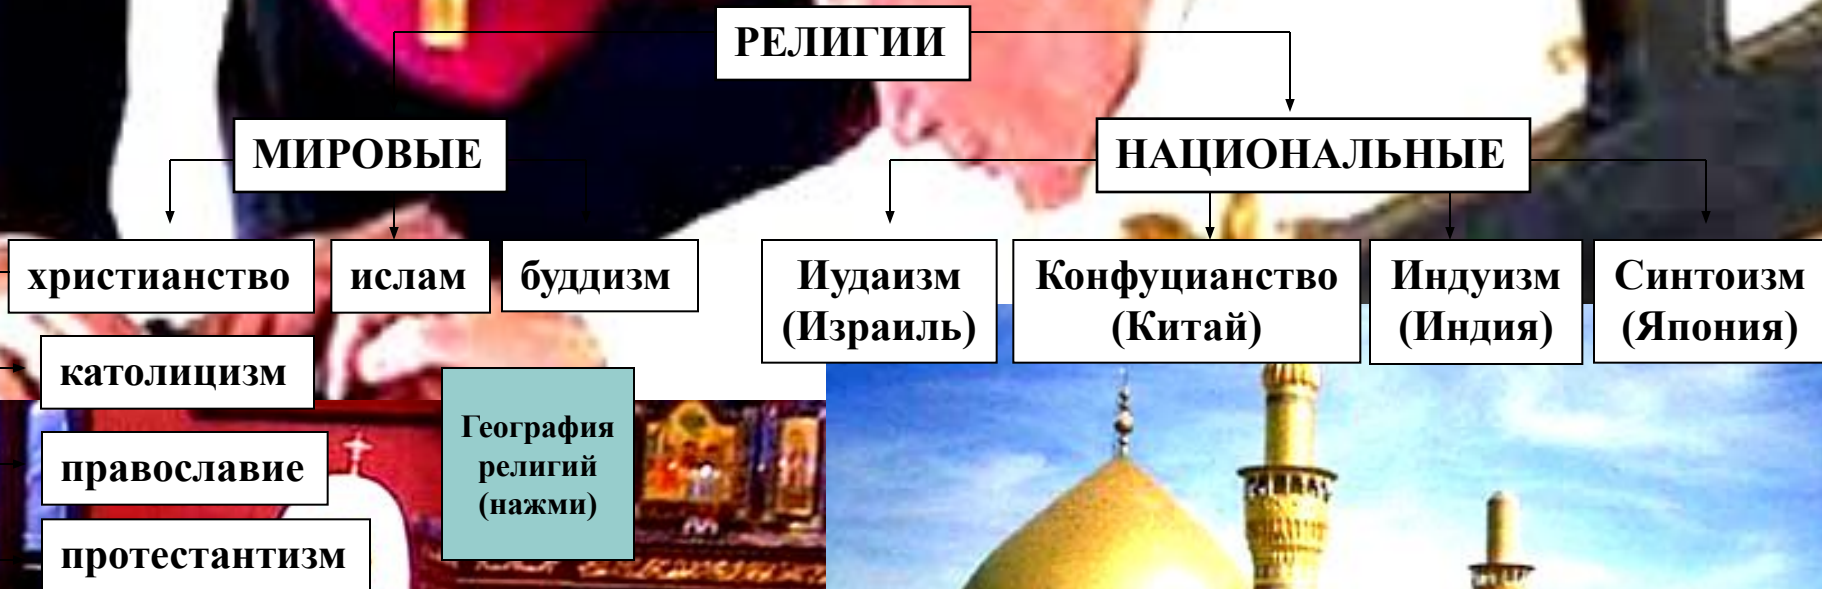 РЕЛИГИИ
МИРОВЫЕ
НАЦИОНАЛЬНЫЕ
христианство
ислам
буддизм
Иудаизм
(Израиль)
Конфуцианство
(Китай)
Индуизм
(Индия)
Синтоизм
(Япония)
католицизм
православие
протестантизм
География
религий
(нажми)